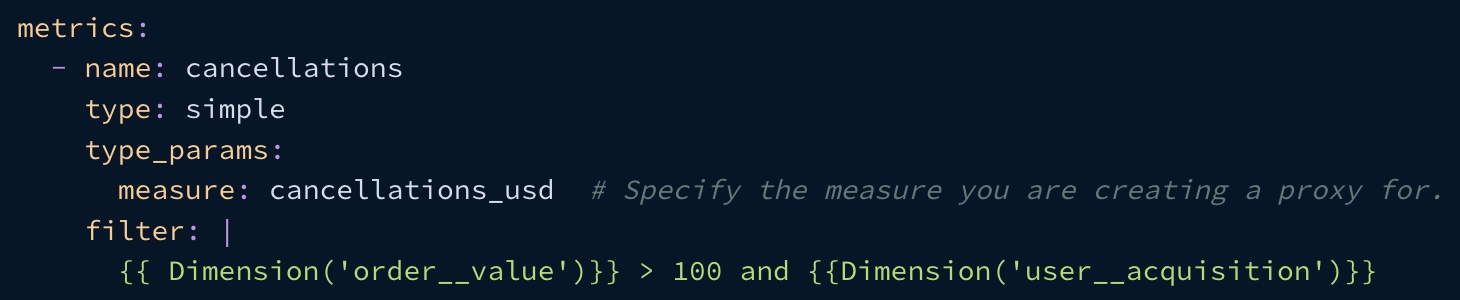 metrics:
  - name: cancellations
    type: simple
    type_params:
      measure: cancellations_usd  # Specify the measure you are creating a proxy for.
    filter: |
      {{ Dimension('order__value')}} > 100 and {{Dimension('user__acquisition')}}